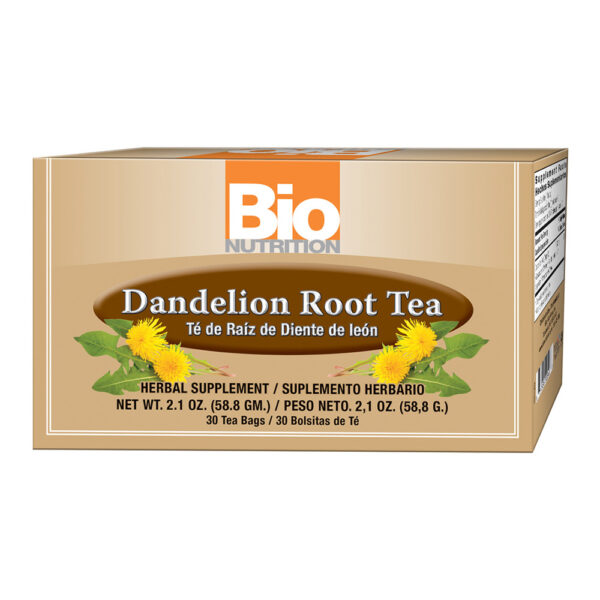 Bio
NUTRITION
Dandelion Root Tea
Té de Raíz de Diente de león
HERBAL SUPPLEMENT / SUPLEMENTO HERBARIO
NET WT. 2.1 OZ. (58.8 GM.) / PESO NETO. 2,1 OZ. (58,8 G.)
30 Tea Bags / 30 Bolsitas de Té